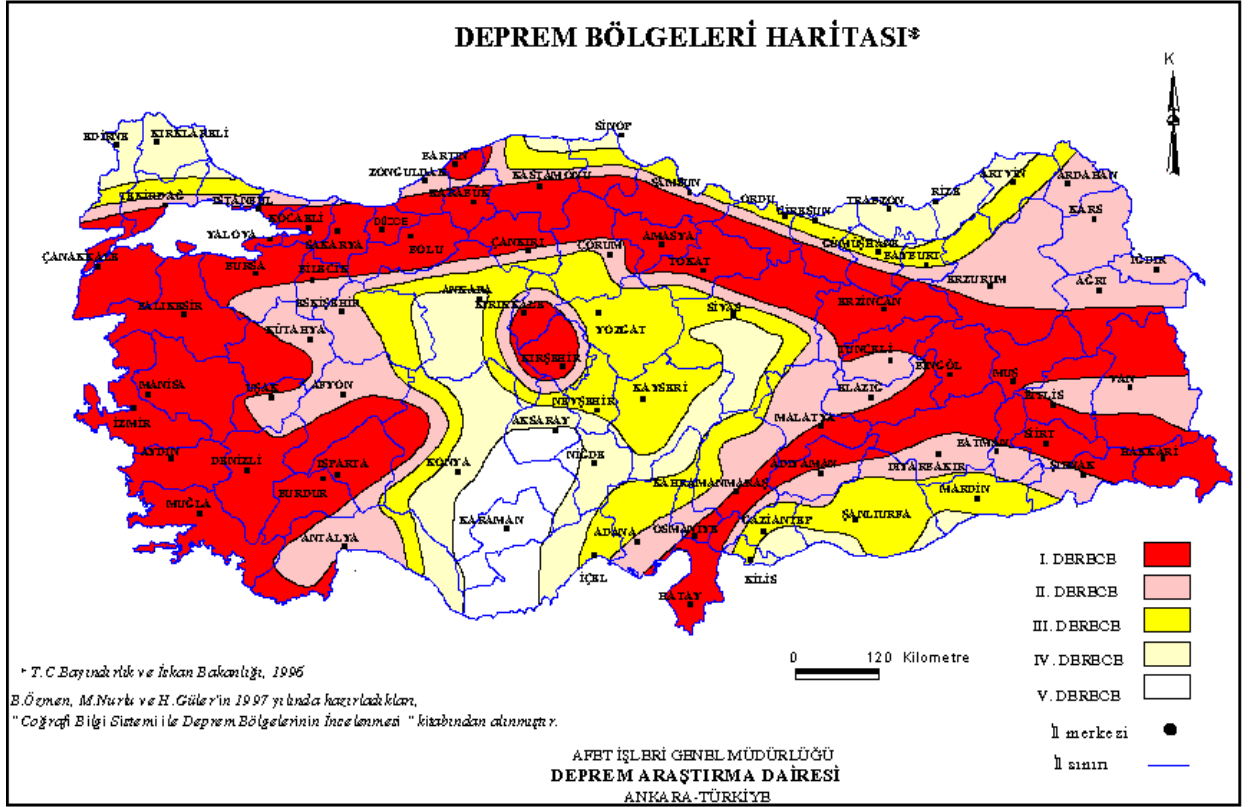 DEPREM BÖLGELERİ HARİTASI*
K
SİNOP
EDİRNE
KIRKLARELİ
BARTIN
ZONGULDAK
KASTAMONU
KARABÜK
SAMSUN
ORDU
GİRESUN
TRABZON
RİZE
ARTVİN
ARDAHAN
KARS
TEKİRDAĞ
İSTANBUL
KOCAELİ
YALOVA
SAKARYA
DÜZCE
BOLU
ÇANKIRI
ÇORUM
AMASYA
TOKAT
GÜMÜŞHANE
BAYBURT
ERZURUM
IĞDIR
AĞRI
ÇANAKKALE
BURSA
BİLECİK
BALIKESİR
ESKİŞEHİR
ANKARA
KIRIKKALE
YOZGAT
SİVAS
ERZİNCAN
KÜTAHYA
KIRŞEHİR
TUNCELİ
BİNGÖL
MUŞ
VAN
MANİSA
UŞAK
AFYON
NEVŞEHİR
KAYSERİ
ELAZIĞ
BİTLİS
İZMİR
AKSARAY
MALATYA
SİİRT
AYDIN
DENİZLİ
ISPARTA
KONYA
NİĞDE
ADIYAMAN
DİYARBAKIR
BATMAN
ŞIRNAK
HAKKARİ
BURDUR
KAHRAMANMARAŞ
MARDİN
MUĞLA
KARAMAN
ADANA
OSMANİYE
GAZİANTEP
ŞANLIURFA
ANTALYA
İÇEL
KİLİS
HATAY
I. DERECE
II. DERECE
III. DERECE
IV. DERECE
V. DERECE
İl merkezi
İl sınırı
0 120 Kilometre
* T.C Bayındırlık ve İskan Bakanlığı, 1996
B.Özmen, M.Nurlu ve H.Güler'in 1997 yılında hazırladıkları,
"Coğrafi Bilgi Sistemi ile Deprem Bölgelerinin İncelenmesi " kitabından alınmıştır.
AFET İŞLERİ GENEL MÜDÜRLÜĞÜ
DEPREM ARAŞTIRMA DAİRESİ
ANKARA-TÜRKİYE